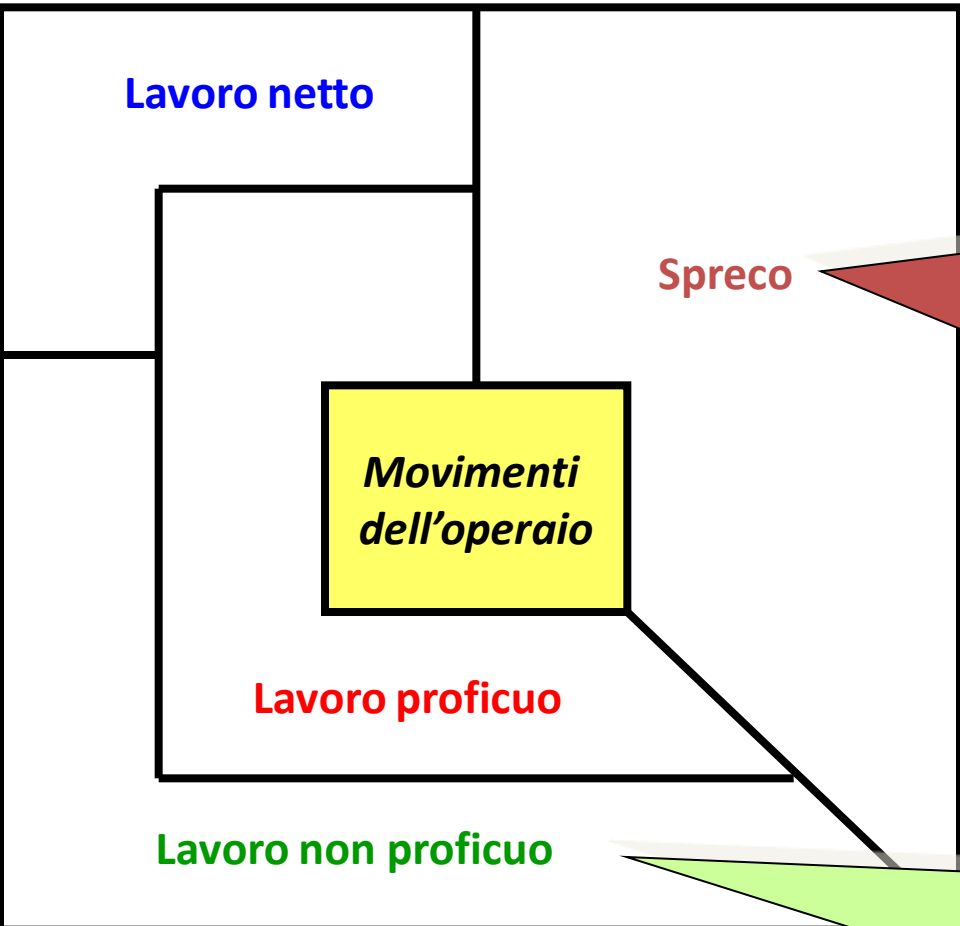 Lavoro netto
Spreco
Movimenti
dell’operaio
Lavoro proficuo
Lavoro non proficuo